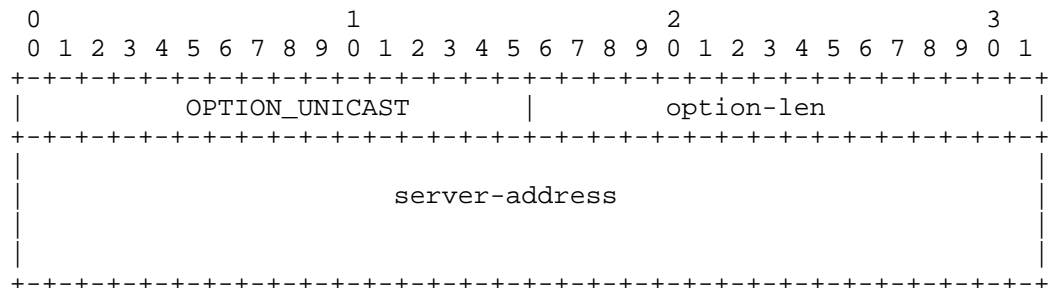 0                   1                   2                   3
0 1 2 3 4 5 6 7 8 9 0 1 2 3 4 5 6 7 8 9 0 1 2 3 4 5 6 7 8 9 0 1
+-+-+-+-+-+-+-+-+-+-+-+-+-+-+-+-+-+-+-+-+-+-+-+-+-+-+-+-+-+-+-+-+
|          OPTION_UNICAST       |        option-len             |
+-+-+-+-+-+-+-+-+-+-+-+-+-+-+-+-+-+-+-+-+-+-+-+-+-+-+-+-+-+-+-+-+
|                                                               |
|                       server-address                          |
|                                                               |
|                                                               |
+-+-+-+-+-+-+-+-+-+-+-+-+-+-+-+-+-+-+-+-+-+-+-+-+-+-+-+-+-+-+-+-+